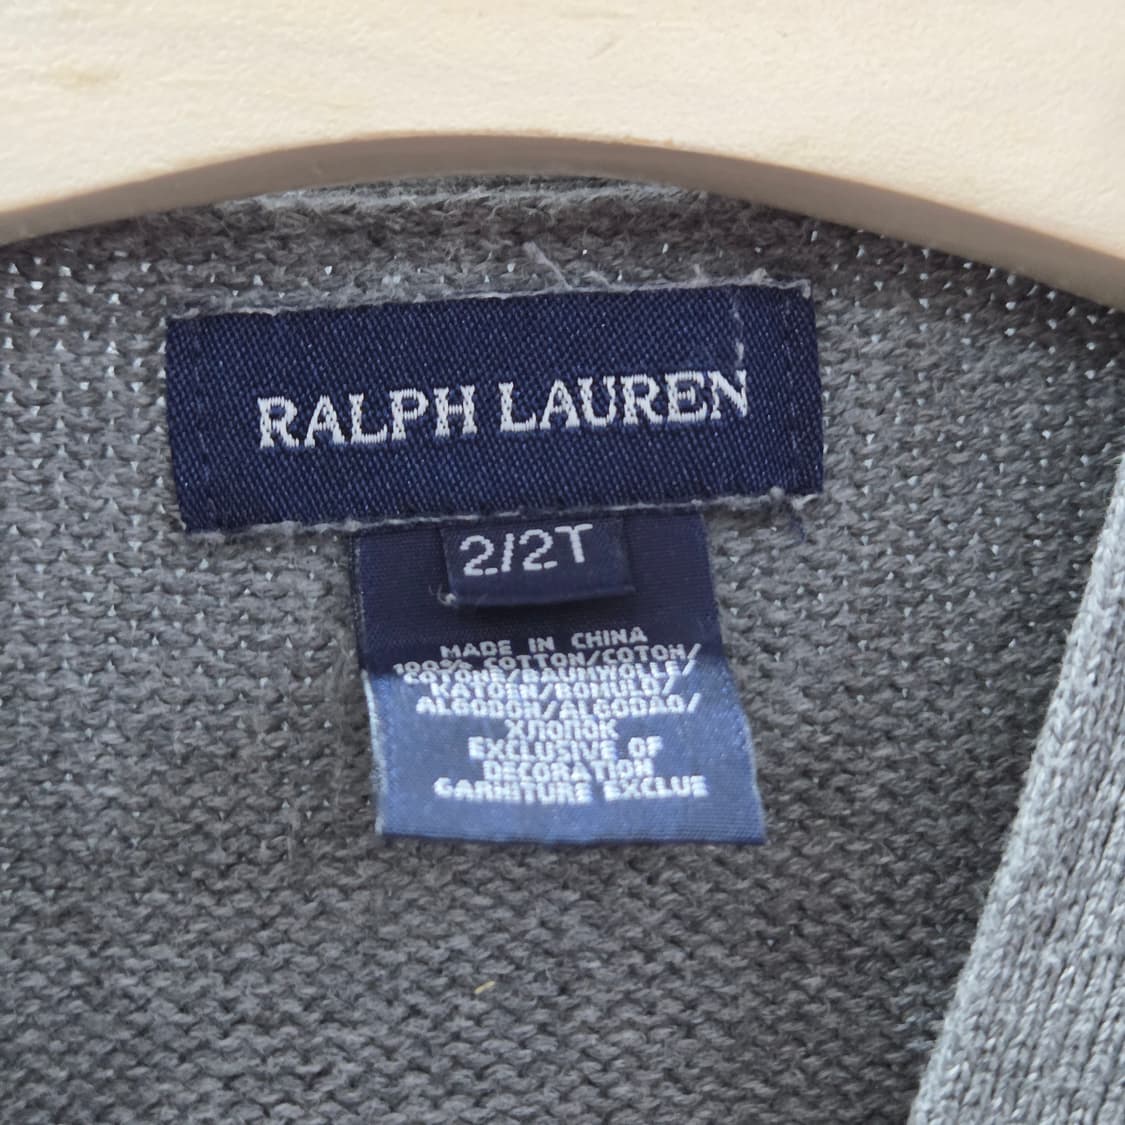 RALPH LAUREN
2/2T
MADE IN CHINA
100% COTTON/COTON/
COTONE/BAUMWOLLE/
KATOEN/BOMULD/
ALGODON/ALGODAO/
ХЛОПОК
EXCLUSIVE OF
DECORATION
GARNITURE EXCLUE